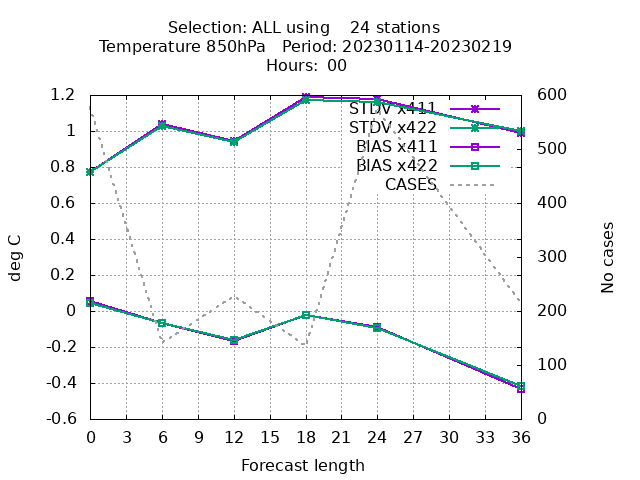 Selection: ALL using    24 stations
Temperature 850hPa   Period: 20230114-20230219
Hours:  00
1.2
1
0.8
0.6
0.4
0.2
0
-0.2
-0.4
-0.6
600
500
400
300
200
100
0
STDV x411
STDV x422
BIAS x411
BIAS x422
CASES
deg C
No cases
0 3 6 9 12 15 18 21 24 27 30 33 36
Forecast length